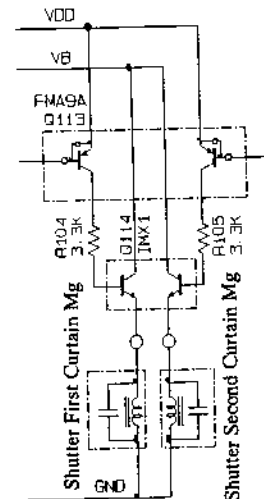 VDD
VB
FMA9A
Q113
R104
3.3K
Q114
IMX1
R105
3.3K
Shutter First Curtain Mg
Shutter Second Curtain Mg
GND